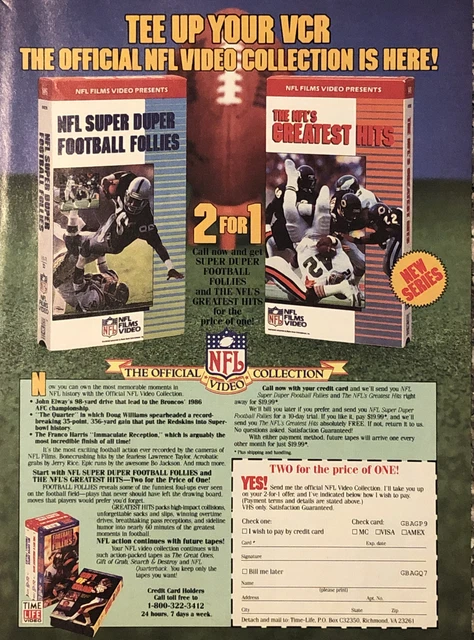 TEE UP YOUR VCR
THE OFFICIAL NFL VIDEO COLLECTION IS HERE!
NFL FILMS VIDEO PRESENTS
NFL SUPER DUPER
FOOTBALL FOLLIES
NFL SUPER DUPER
FOOTBALL FOLLIES
NFL
FILMS
VIDEO
NFL FILMS VIDEO PRESENTS
THE NFL'S
GREATEST HITS
THE NFL'S GREATEST HITS
NFL
FILMS
VIDEO
2 FOR 1
Call now and get
SUPER DUPER
FOOTBALL
FOLLIES
and THE NFL'S
GREATEST HITS
for the
price of one!
NEW
SERIES
NFL
THE OFFICIAL COLLECTION
VIDEO
Now you can own the most memorable moments in
NFL history with the Official NFL Video Collection.
• John Elway's 98-yard drive that lead to the Broncos' 1986
AFC championship.
• "The Quarter" in which Doug Williams spearheaded a record-
breaking 35-point, 356-yard gain that put the Redskins into Super-
bowl history
• The Franco Harris "Immaculate Reception," which is arguably the
most incredible finish of all time!
It's the most exciting football action ever recorded by the cameras of
NFL Films. Bonecrushing hits by the fearless Lawrence Taylor. Acrobatic
grabs by Jerry Rice. Epic runs by the awesome Bo Jackson. And much more.
Start with NFL SUPER DUPER FOOTBALL FOLLIES and
THE NFL'S GREATEST HITS—Two for the Price of One!
FOOTBALL FOLLIES reveals some of the funniest foul-ups ever seen
on the football field—plays that never should have left the drawing board,
moves that players would prefer you'd forget.
GREATEST HITS packs high-impact collisions,
unforgettable sacks and slips, winning overtime
drives, breathtaking pass receptions, and sideline
humor into nearly 60 minutes of the greatest
moments in football.
NFL action continues with future tapes!
Your NFL video collection continues with
such action-packed tapes as The Great Ones,
Gift of Grab, Search & Destroy and NFL
Quarterback. You keep only the
tapes you want!
Credit Card Holders
Call toll free to
1-800-322-3412
24 hours, 7 days a week.
TIME
LIFE
VIDEO
Call now with your credit card and we'll send you NFL
Super Duper Football Follies and The NFL's Greatest Hits right
away for $19.99*.
We'll bill you later if you prefer, and send you NFL Super Duper
Football Follies for a 10-day trial. If you like it, pay $19.99*, and we'll
send you The NFL's Greatest Hits absolutely FREE. If not, return it to us.
No questions asked. Satisfaction Guaranteed!
With either payment method, future tapes will arrive one
every other month for just $19.99*.
* Plus shipping and handling.
TWO for the price of ONE!
YES! Send me the official NFL Video Collection. I'll take you up
on your 2-for-1 offer, and I've indicated below how I wish to pay.
(Payment terms and details are stated above.)
VHS only. Satisfaction Guaranteed.
Check one: Check card: GBAGP9
☐ I wish to pay by credit card ☐ MC ☐ VISA ☐ AMEX
Card # Exp. date
Signature
☐ Bill me later GBAGQ7
Name
(please print)
Address Apt. No.
City State Zip
Detach and mail to: Time-Life, P.O. Box C32350, Richmond, VA 23261